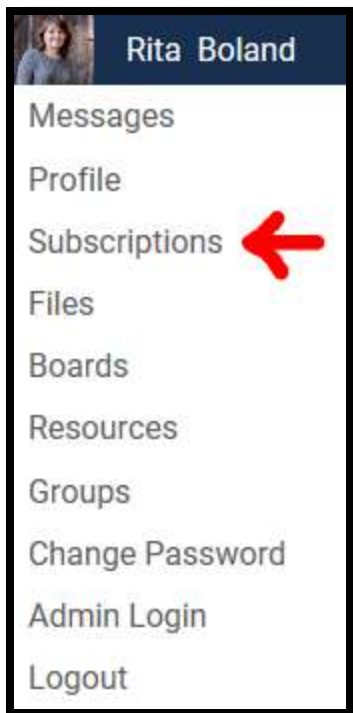 Rita Boland
Messages
Profile
Subscriptions
Files
Boards
Resources
Groups
Change Password
Admin Login
Logout